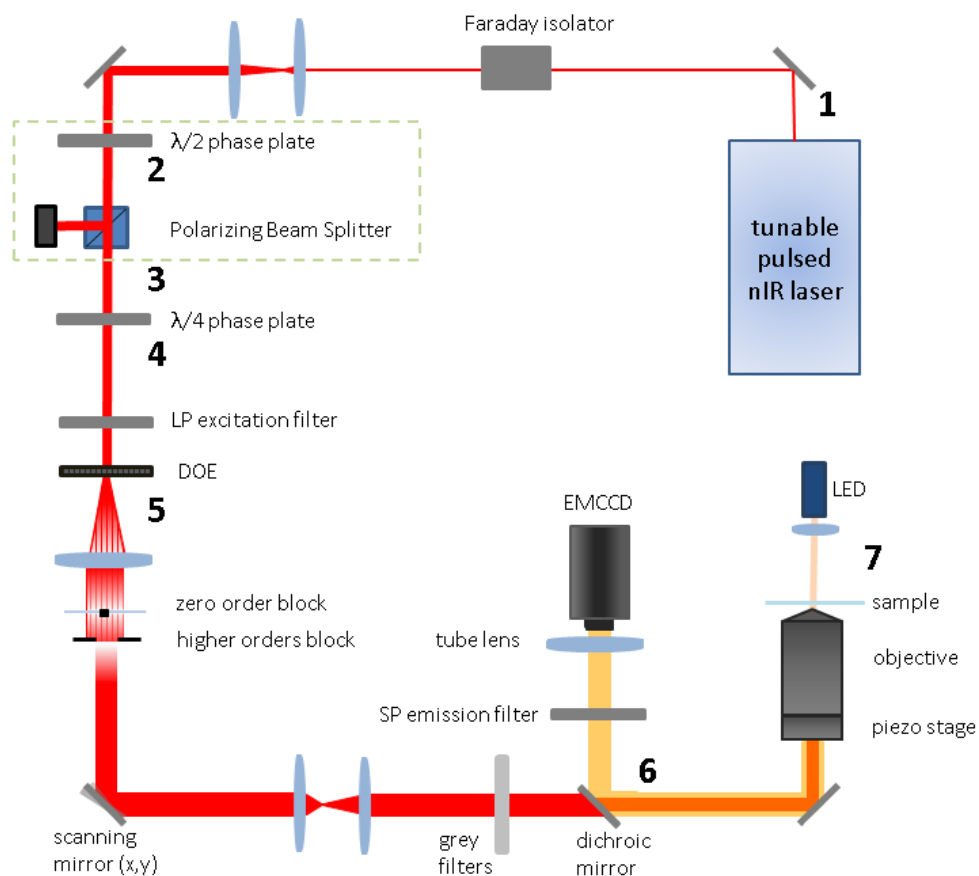 Faraday isolator
1
λ/2 phase plate
2
Polarizing Beam Splitter
tunable
pulsed
nIR laser
3
λ/4 phase plate
4
LP excitation filter
DOE
5
EMCCD
LED
7
zero order block
sample
higher orders block
tube lens
objective
SP emission filter
piezo stage
6
scanning
mirror (x,y)
grey
filters
dichroic
mirror